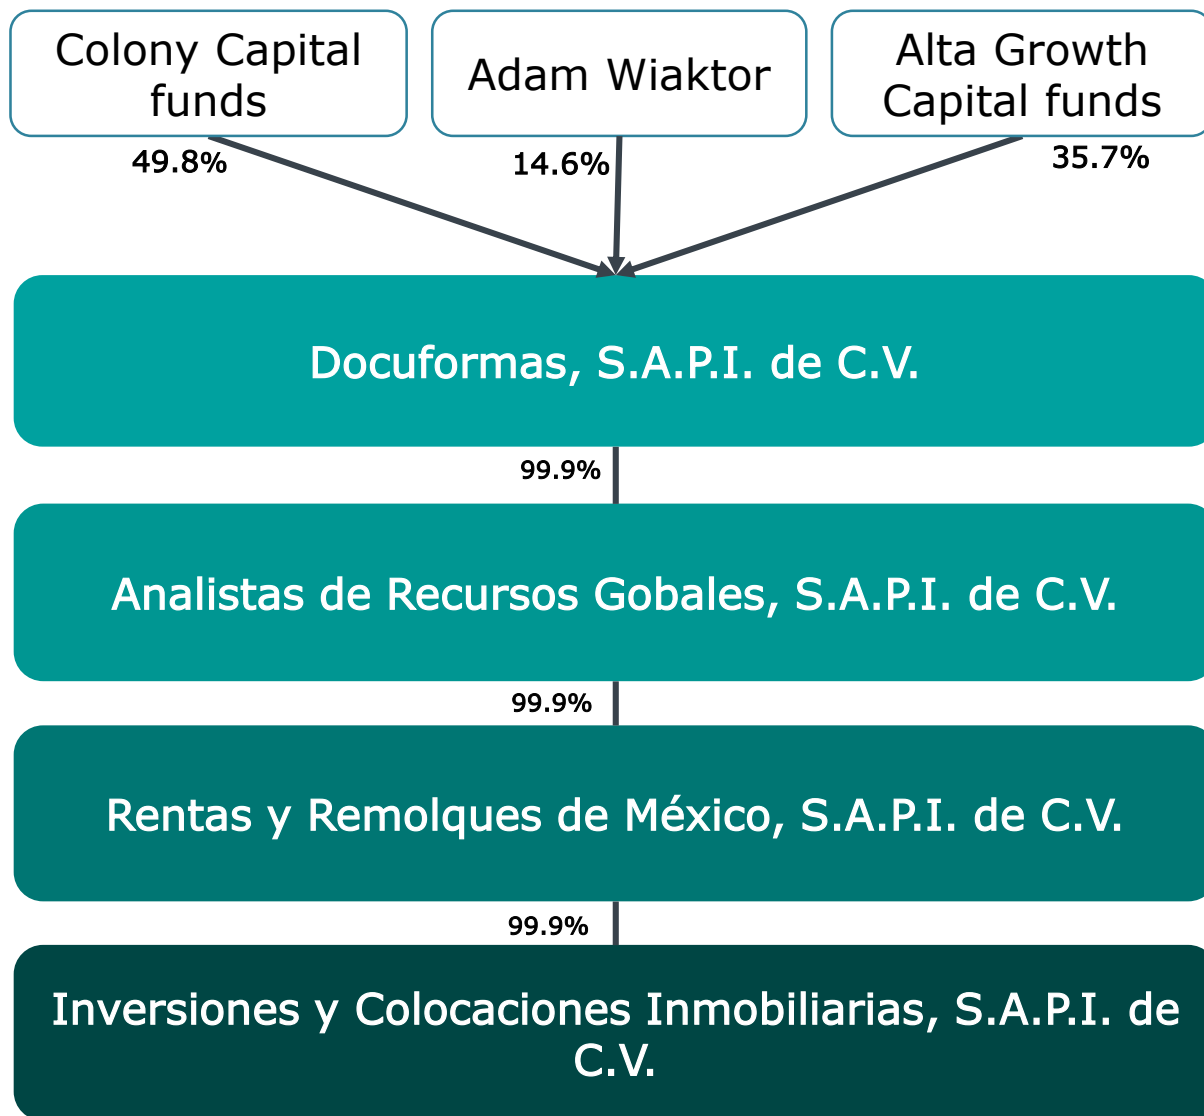 Colony Capital
funds
Adam Wiaktor
Alta Growth
Capital funds
49.8%
14.6%
35.7%
Docuformas, S.A.P.I. de C.V.
99.9%
Analistas de Recursos Gobales, S.A.P.I. de C.V.
99.9%
Rentas y Remolques de México, S.A.P.I. de C.V.
99.9%
Inversiones y Colocaciones Inmobiliarias, S.A.P.I. de
C.V.